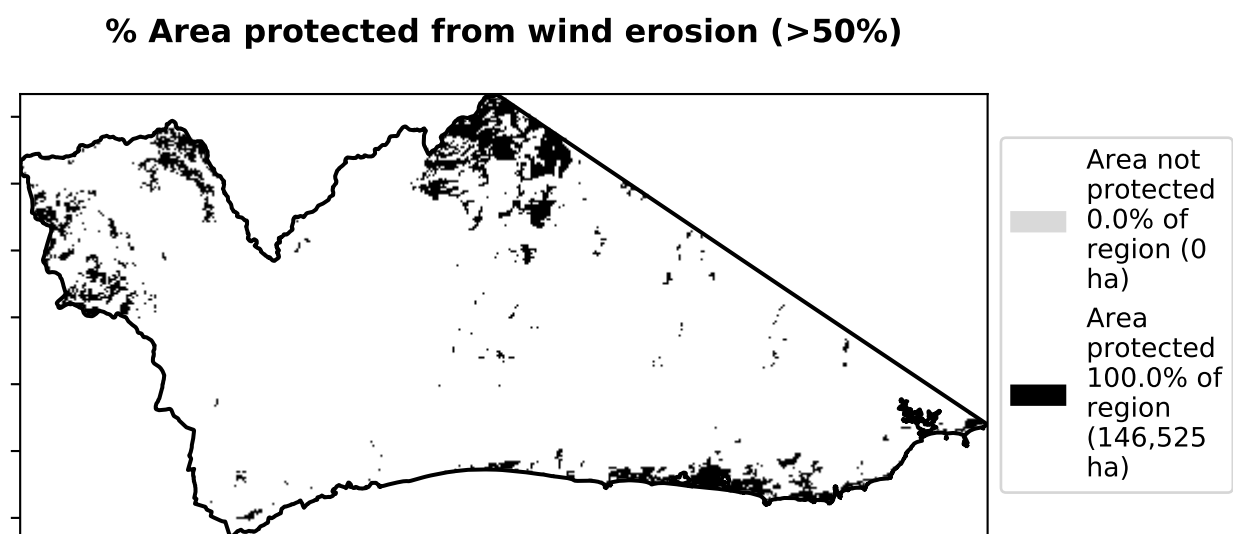 % Area protected from wind erosion (>50%)
Area not
protected
0.0% of
region (0
ha)
Area
protected
100.0% of
region
(146,525
ha)